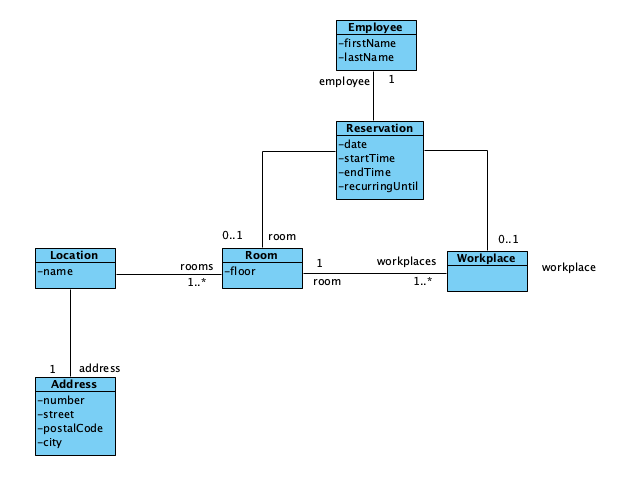 Employee
-firstName
-lastName
employee 1
Reservation
-date
-startTime
-endTime
-recurringUntil
0..1 room
0..1
workplace
Location
-name
rooms
1..*
Room
-floor
1
room
workplaces
1..*
Workplace
1 address
Address
-number
-street
-postalCode
-city